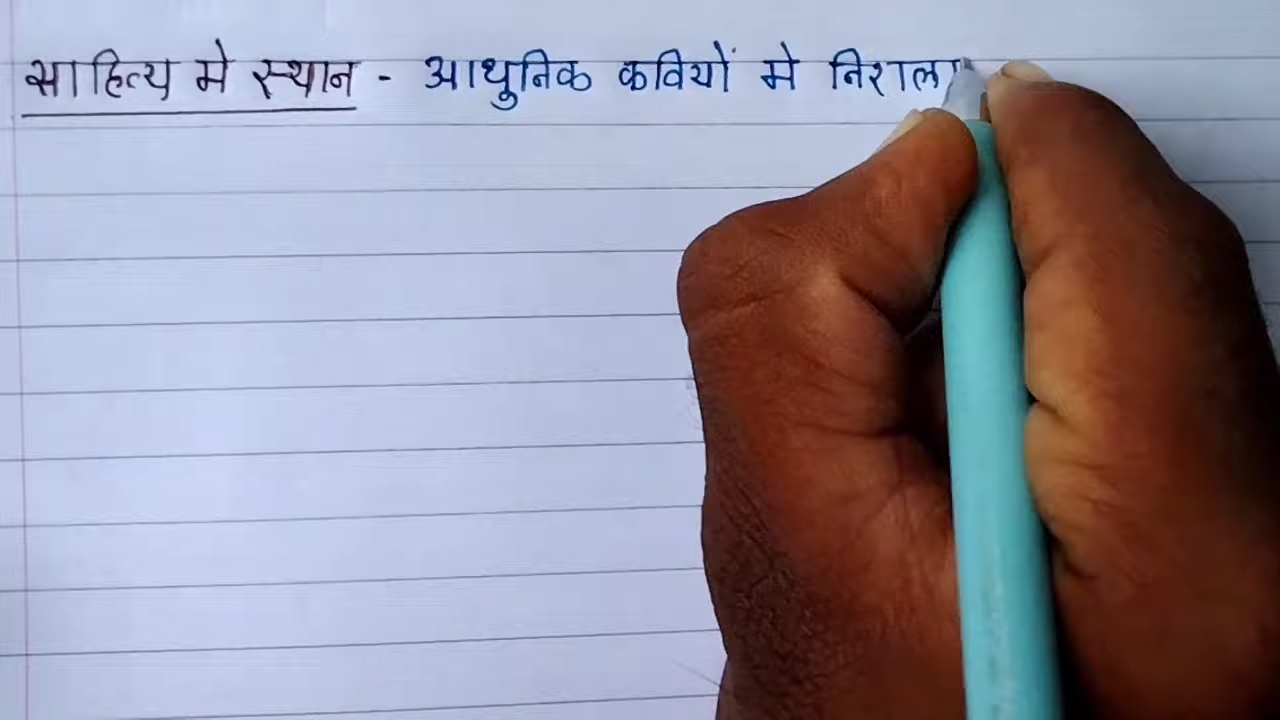 साहित्य मे स्थान - आधुनिक कवियों मे निराला